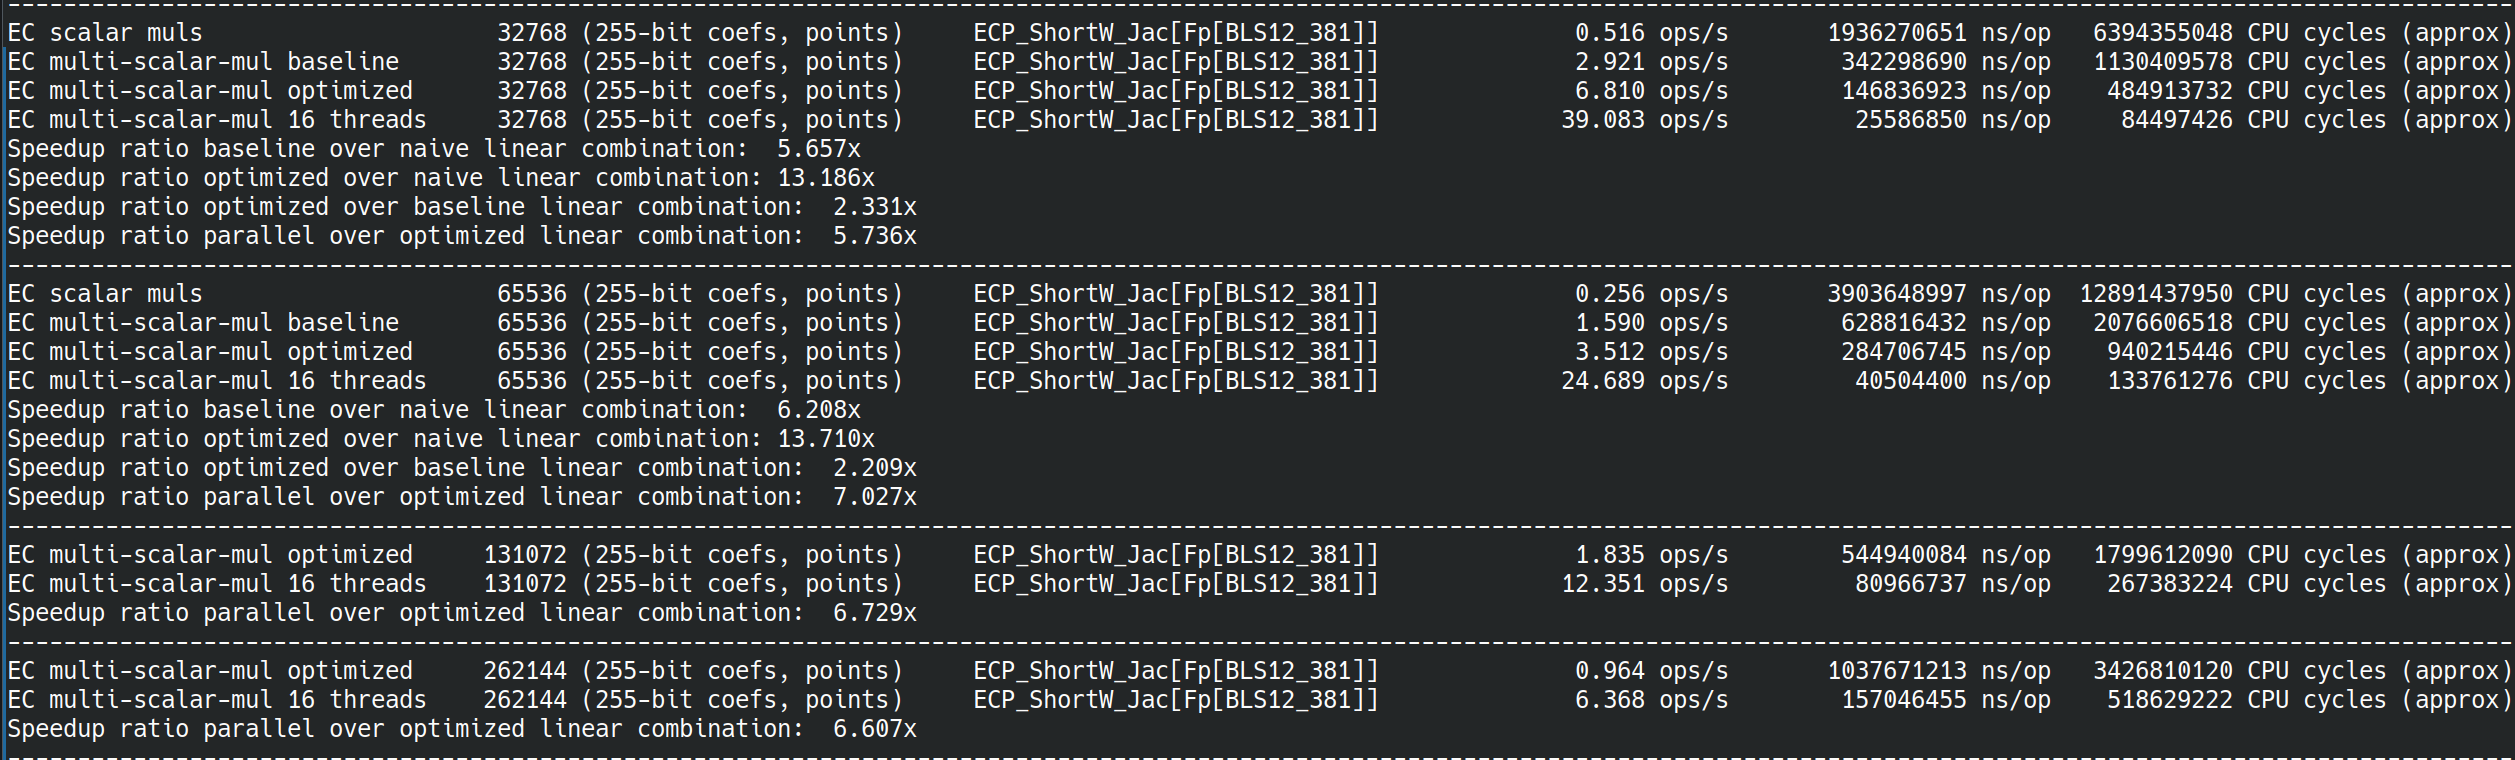 --------------------------------------------------------------------------------------------------------------------------------------------------------------------------------
EC scalar muls                     32768 (255-bit coefs, points)     ECP_ShortW_Jac[Fp[BLS12_381]]              0.516 ops/s       1936270651 ns/op   6394355048 CPU cycles (approx)
EC multi-scalar-mul baseline       32768 (255-bit coefs, points)     ECP_ShortW_Jac[Fp[BLS12_381]]              2.921 ops/s        342298690 ns/op   1130409578 CPU cycles (approx)
EC multi-scalar-mul optimized      32768 (255-bit coefs, points)     ECP_ShortW_Jac[Fp[BLS12_381]]              6.810 ops/s        146836923 ns/op    484913732 CPU cycles (approx)
EC multi-scalar-mul 16 threads     32768 (255-bit coefs, points)     ECP_ShortW_Jac[Fp[BLS12_381]]             39.083 ops/s         25586850 ns/op     84497426 CPU cycles (approx)
Speedup ratio baseline over naive linear combination:  5.657x
Speedup ratio optimized over naive linear combination: 13.186x
Speedup ratio optimized over baseline linear combination:  2.331x
Speedup ratio parallel over optimized linear combination:  5.736x
--------------------------------------------------------------------------------------------------------------------------------------------------------------------------------
EC scalar muls                     65536 (255-bit coefs, points)     ECP_ShortW_Jac[Fp[BLS12_381]]              0.256 ops/s       3903648997 ns/op  12891437950 CPU cycles (approx)
EC multi-scalar-mul baseline       65536 (255-bit coefs, points)     ECP_ShortW_Jac[Fp[BLS12_381]]              1.590 ops/s        628816432 ns/op   2076606518 CPU cycles (approx)
EC multi-scalar-mul optimized      65536 (255-bit coefs, points)     ECP_ShortW_Jac[Fp[BLS12_381]]              3.512 ops/s        284706745 ns/op    940215446 CPU cycles (approx)
EC multi-scalar-mul 16 threads     65536 (255-bit coefs, points)     ECP_ShortW_Jac[Fp[BLS12_381]]             24.689 ops/s         40504400 ns/op    133761276 CPU cycles (approx)
Speedup ratio baseline over naive linear combination:  6.208x
Speedup ratio optimized over naive linear combination: 13.710x
Speedup ratio optimized over baseline linear combination:  2.209x
Speedup ratio parallel over optimized linear combination:  7.027x
--------------------------------------------------------------------------------------------------------------------------------------------------------------------------------
EC multi-scalar-mul optimized     131072 (255-bit coefs, points)     ECP_ShortW_Jac[Fp[BLS12_381]]              1.835 ops/s        544940084 ns/op   1799612090 CPU cycles (approx)
EC multi-scalar-mul 16 threads    131072 (255-bit coefs, points)     ECP_ShortW_Jac[Fp[BLS12_381]]             12.351 ops/s         80966737 ns/op    267383224 CPU cycles (approx)
Speedup ratio parallel over optimized linear combination:  6.729x
--------------------------------------------------------------------------------------------------------------------------------------------------------------------------------
EC multi-scalar-mul optimized     262144 (255-bit coefs, points)     ECP_ShortW_Jac[Fp[BLS12_381]]              0.964 ops/s       1037671213 ns/op   3426810120 CPU cycles (approx)
EC multi-scalar-mul 16 threads    262144 (255-bit coefs, points)     ECP_ShortW_Jac[Fp[BLS12_381]]              6.368 ops/s        157046455 ns/op    518629222 CPU cycles (approx)
Speedup ratio parallel over optimized linear combination:  6.607x
--------------------------------------------------------------------------------------------------------------------------------------------------------------------------------